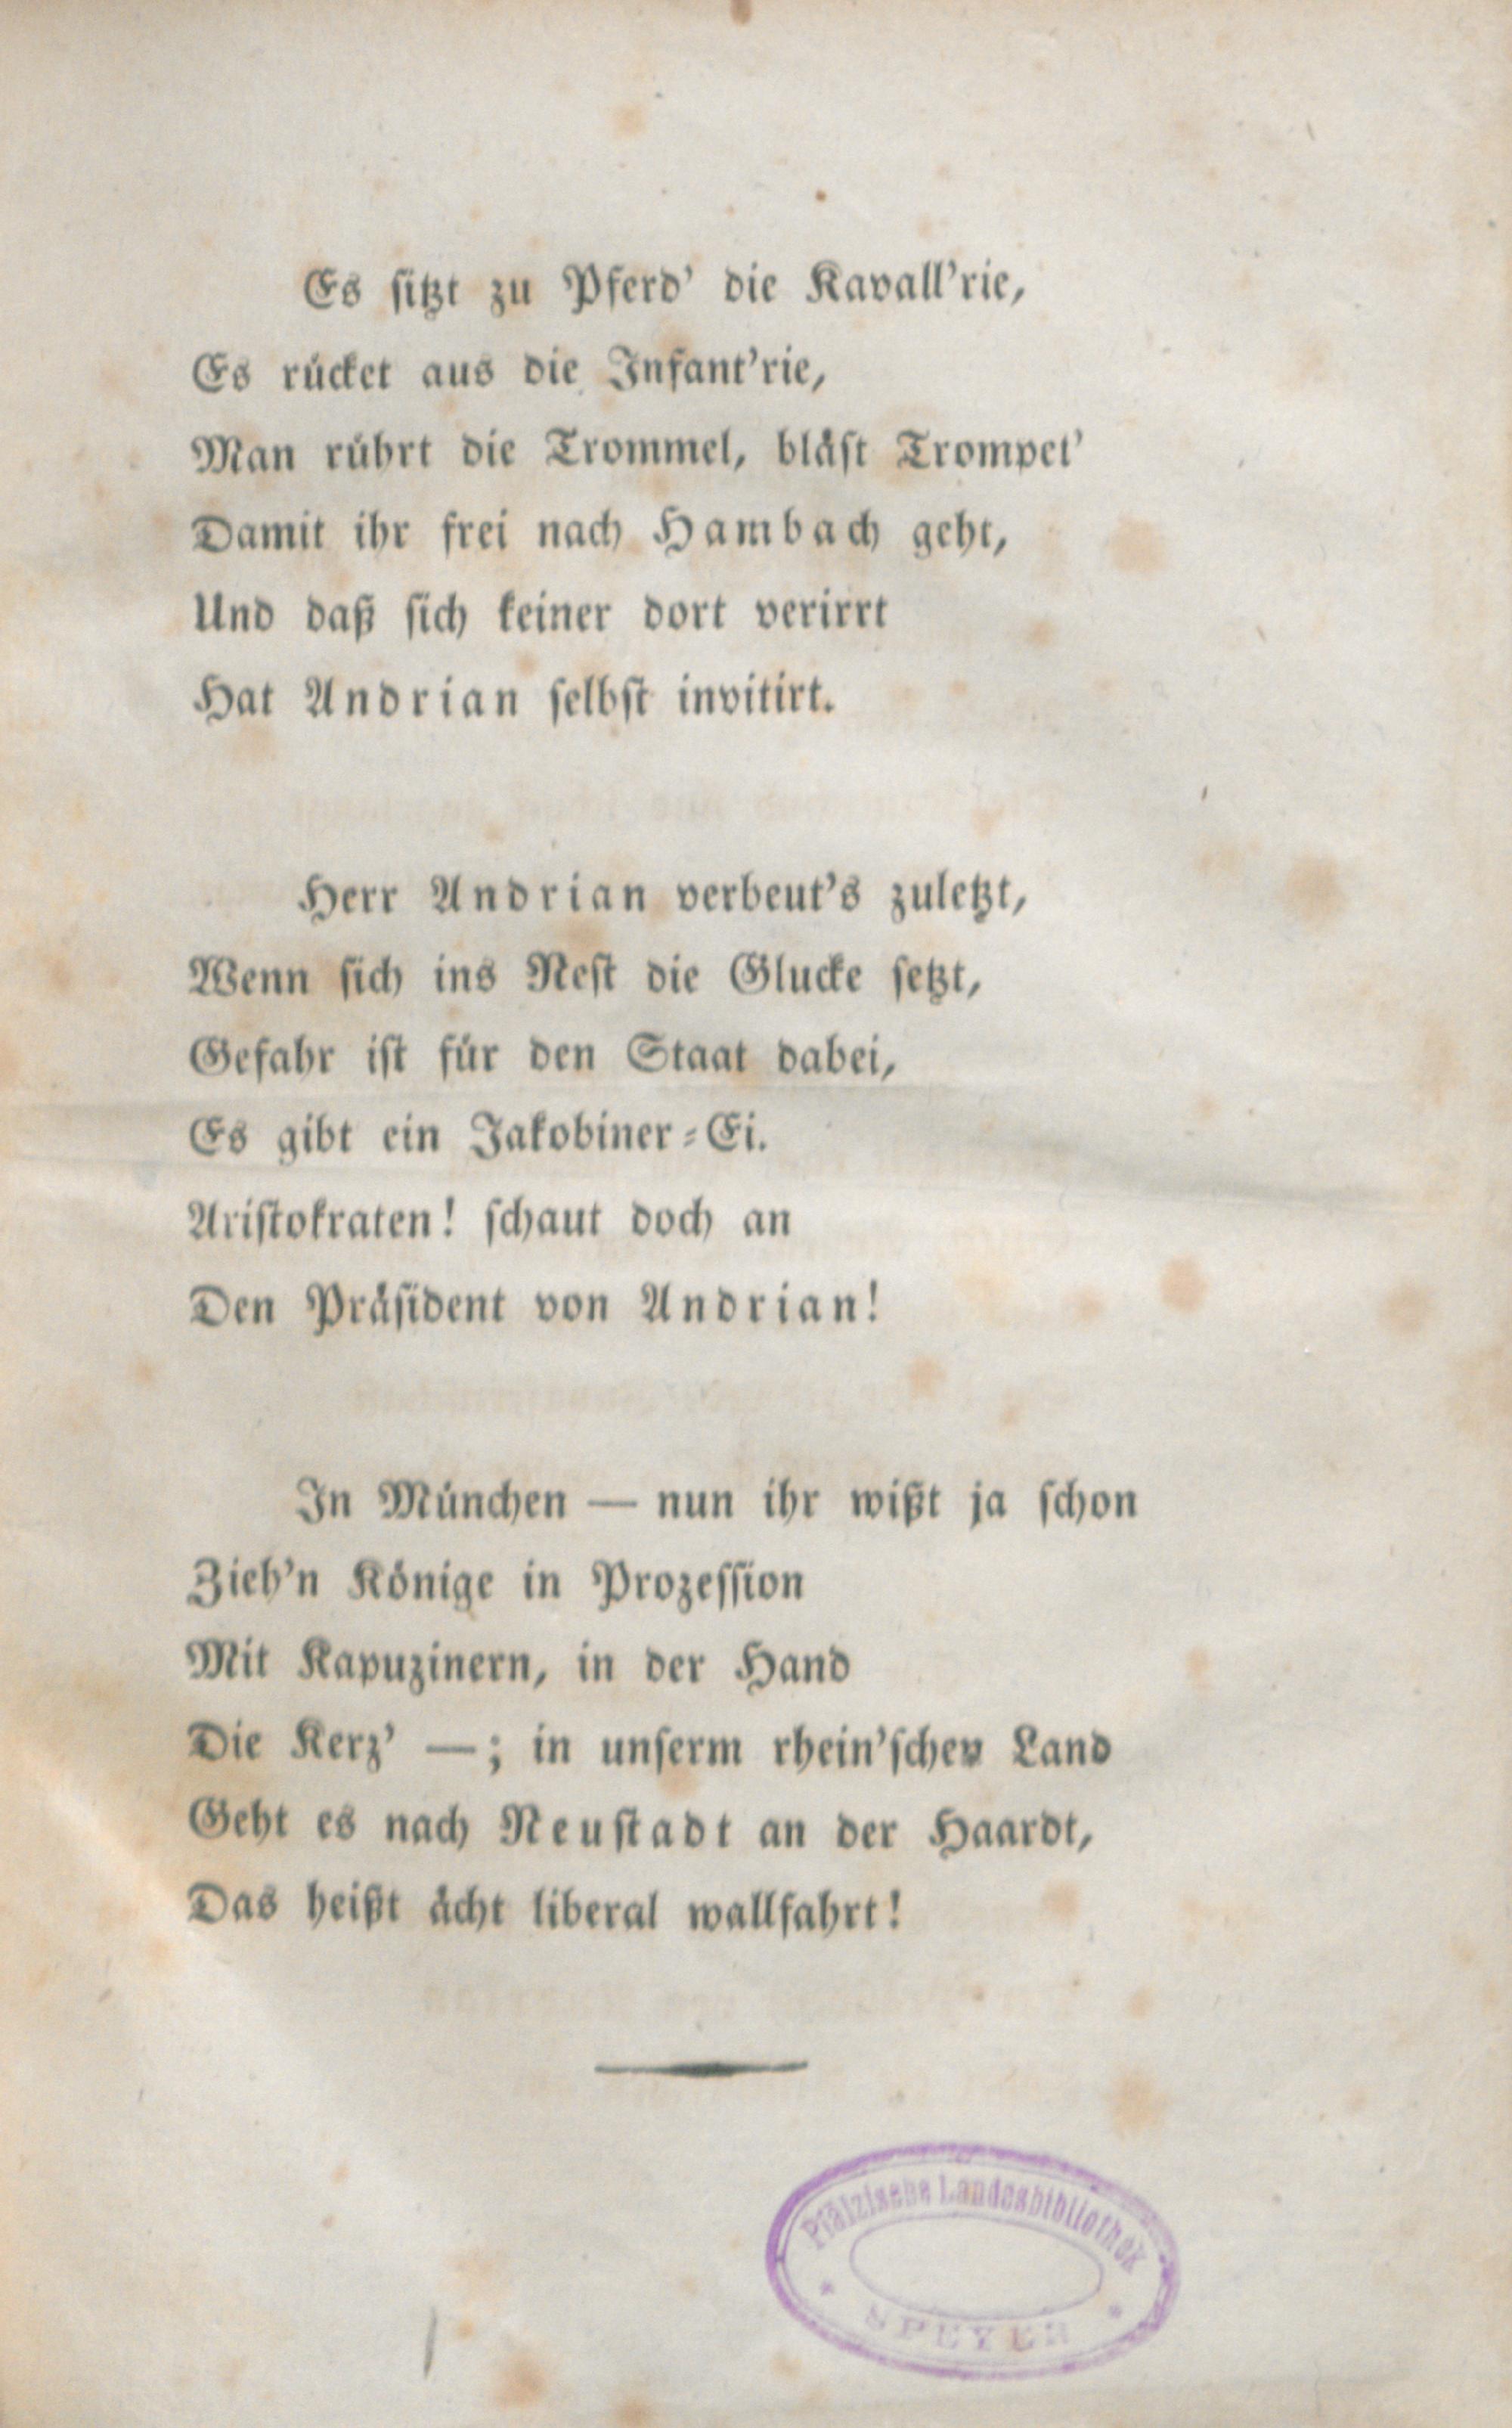 Es sitzt zu Pferd' die Kavall'rie,
Es rücket aus die Infant'rie,
Man rührt die Trommel, bläst Trompet'
Damit ihr frei nach Hambach geht,
Und daß sich keiner dort verirrt
Hat Andrian selbst invitirt.
Herr Andrian verbeut's zuletzt,
Wenn sich ins Nest die Glucke setzt,
Gefahr ist für den Staat dabei,
Es gibt ein Jakobiner-Ei.
Aristokraten! schaut doch an
Den Präsident von Andrian!
In München — nun ihr wißt ja schon
Zieh'n Könige in Prozession
Mit Kapuzinern, in der Hand
Die Kerz' —; in unserm rhein'schen Land
Geht es nach Neustadt an der Haardt,
Das heißt ächt liberal wallfahrt!
Pfälzische Landesbibliothek
* SPEYER *